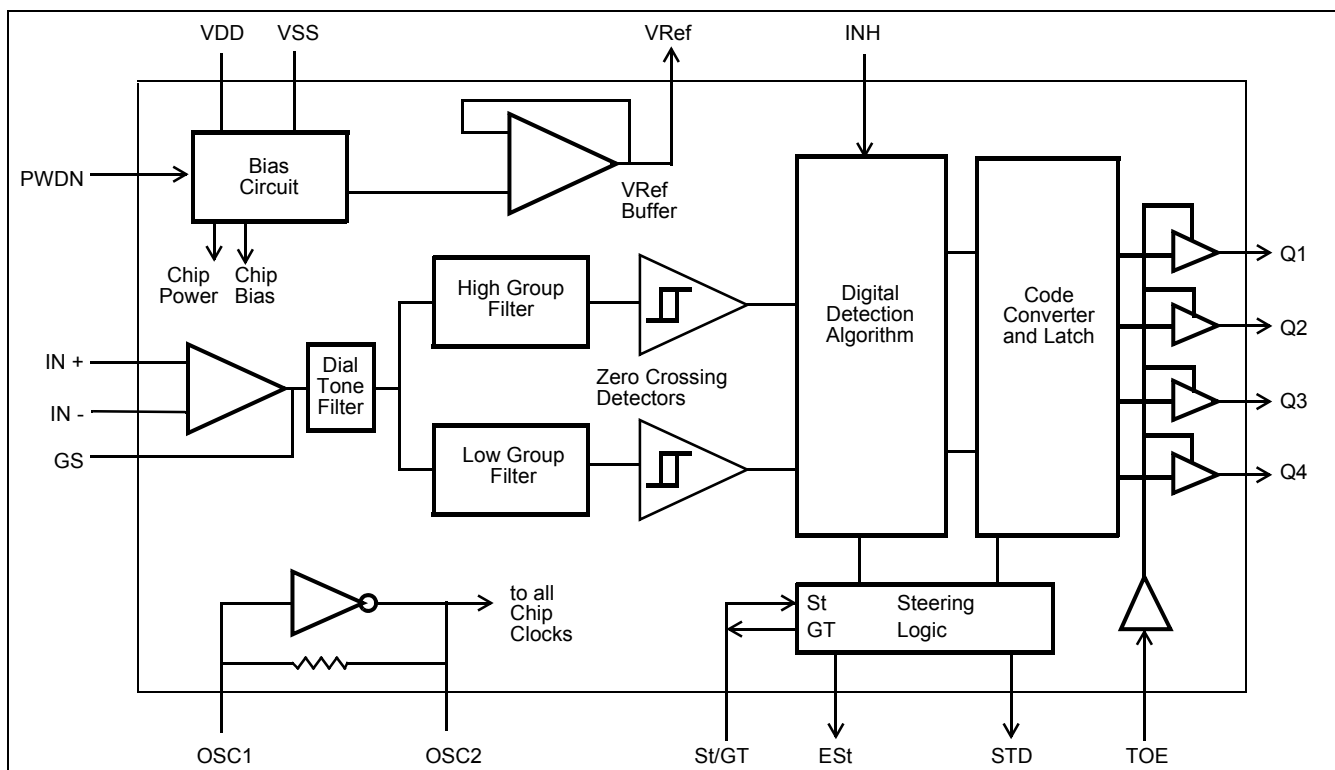 VDD
VSS
VRef
INH
PWDN
Bias
Circuit
VRef
Buffer
Chip
Power
Chip
Bias
High Group
Filter
Digital
Detection
Algorithm
Code
Converter
and Latch
Q1
Q2
Q3
Q4
IN +
IN -
GS
Dial
Tone
Filter
Zero Crossing
Detectors
Low Group
Filter
to all
Chip
Clocks
St
Steering
GT
Logic
OSC1
OSC2
St/GT
ESt
STD
TOE